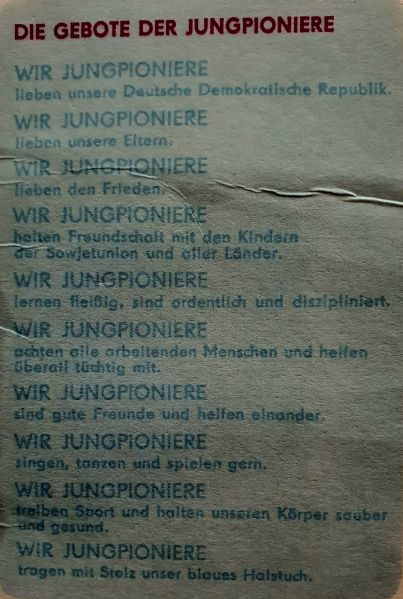 DIE GEBOTE DER JUNGPIONIERE
WIR JUNGPIONIERE
lieben unsere Deutsche Demokratische Republik.
WIR JUNGPIONIERE
lieben unsere Eltern.
WIR JUNGPIONIERE
lieben den Frieden.
WIR JUNGPIONIERE
halten Freundschaft mit den Kindern
der Sowjetunion und aller Länder.
WIR JUNGPIONIERE
lernen fleißig, sind ordentlich und diszipliniert.
WIR JUNGPIONIERE
achten alle arbeitenden Menschen und helfen
überall tüchtig mit.
WIR JUNGPIONIERE
sind gute Freunde und helfen einander.
WIR JUNGPIONIERE
singen, tanzen und spielen gern.
WIR JUNGPIONIERE
treiben Sport und halten unseren Körper sauber
und gesund.
WIR JUNGPIONIERE
tragen mit Stolz unser blaues Halstuch.